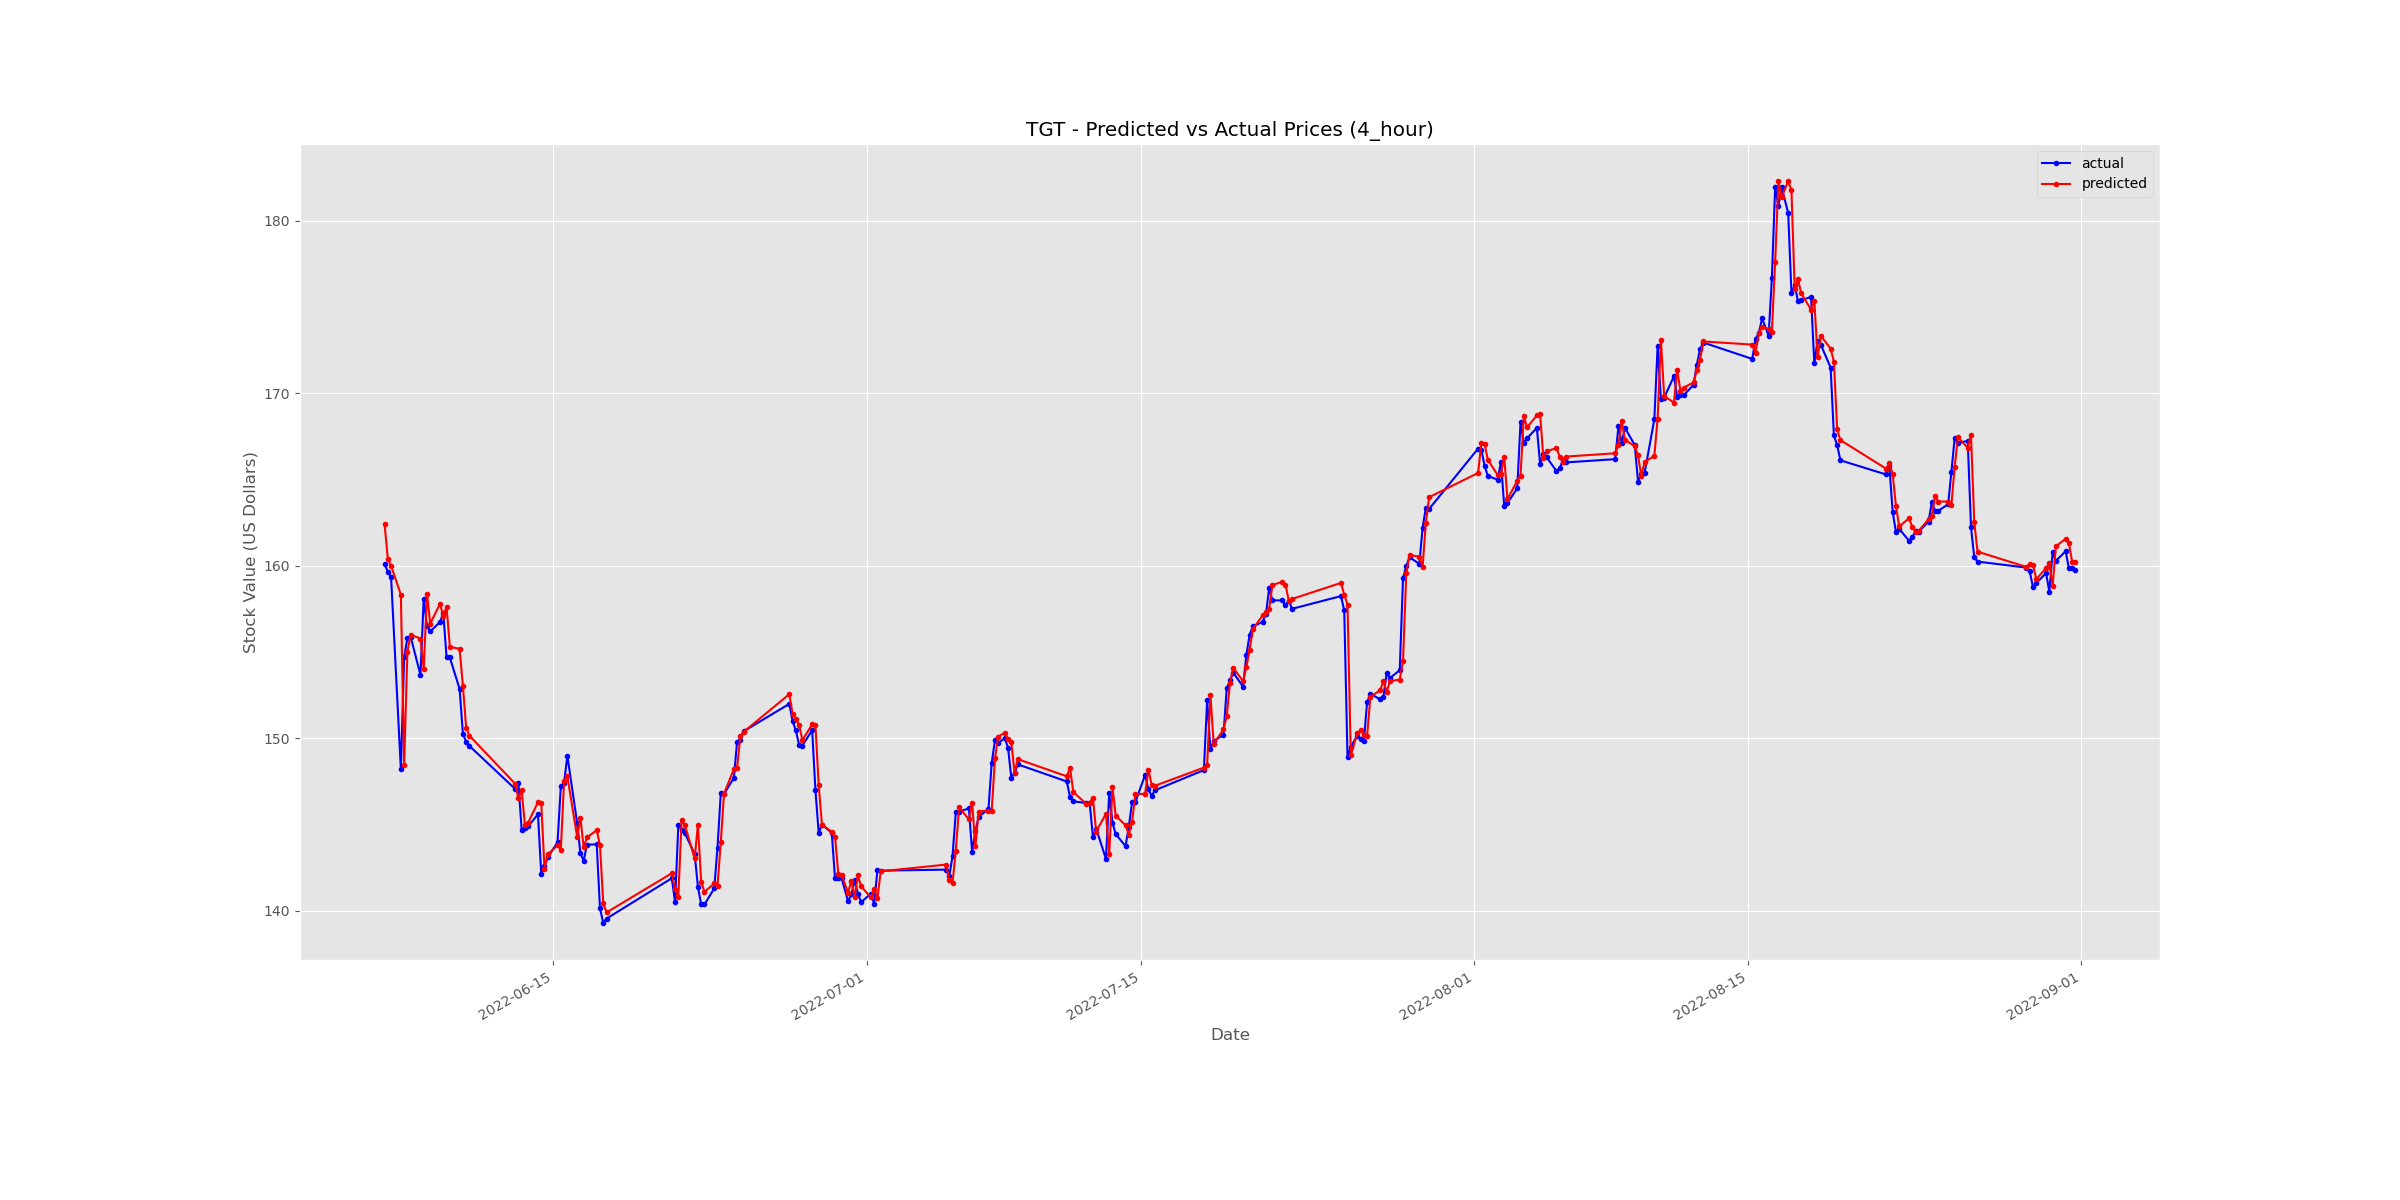 TGT - Predicted vs Actual Prices (4_hour)
actual
predicted
Stock Value (US Dollars)
180
170
160
150
140
2022-06-15
2022-07-01
2022-07-15
2022-08-01
2022-08-15
2022-09-01
Date